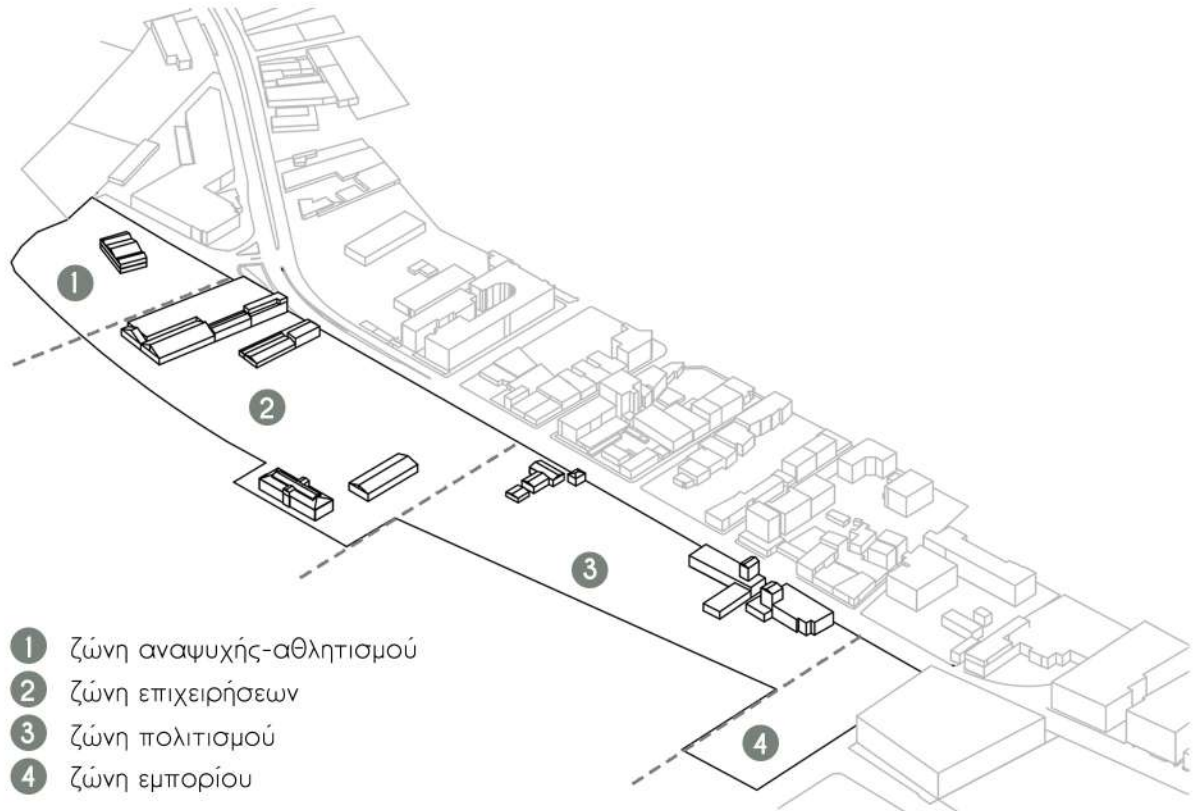 1
2
3
4
1 ζώνη αναψυχής-αθλητισμού
2 ζώνη επιχειρήσεων
3 ζώνη πολιτισμού
4 ζώνη εμπορίου